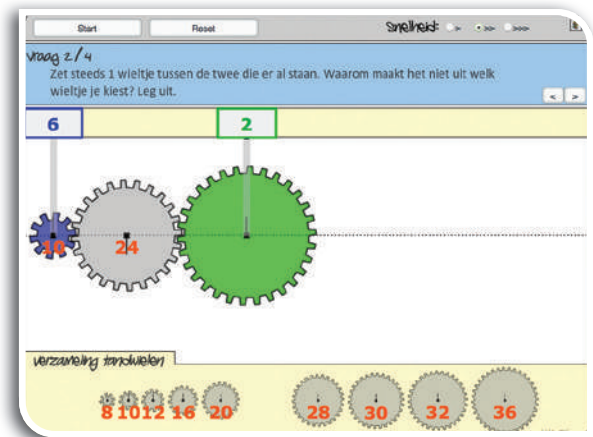 Start Reset Snelheid: > >> >>>
vraag 2/4
Zet steeds 1 wieltje tussen de twee die er al staan. Waarom maakt het niet uit welk
wieltje je kiest? Leg uit.
< >
6 2
10 24
verzameling tandwielen
8 10 12 16 20 28 30 32 36